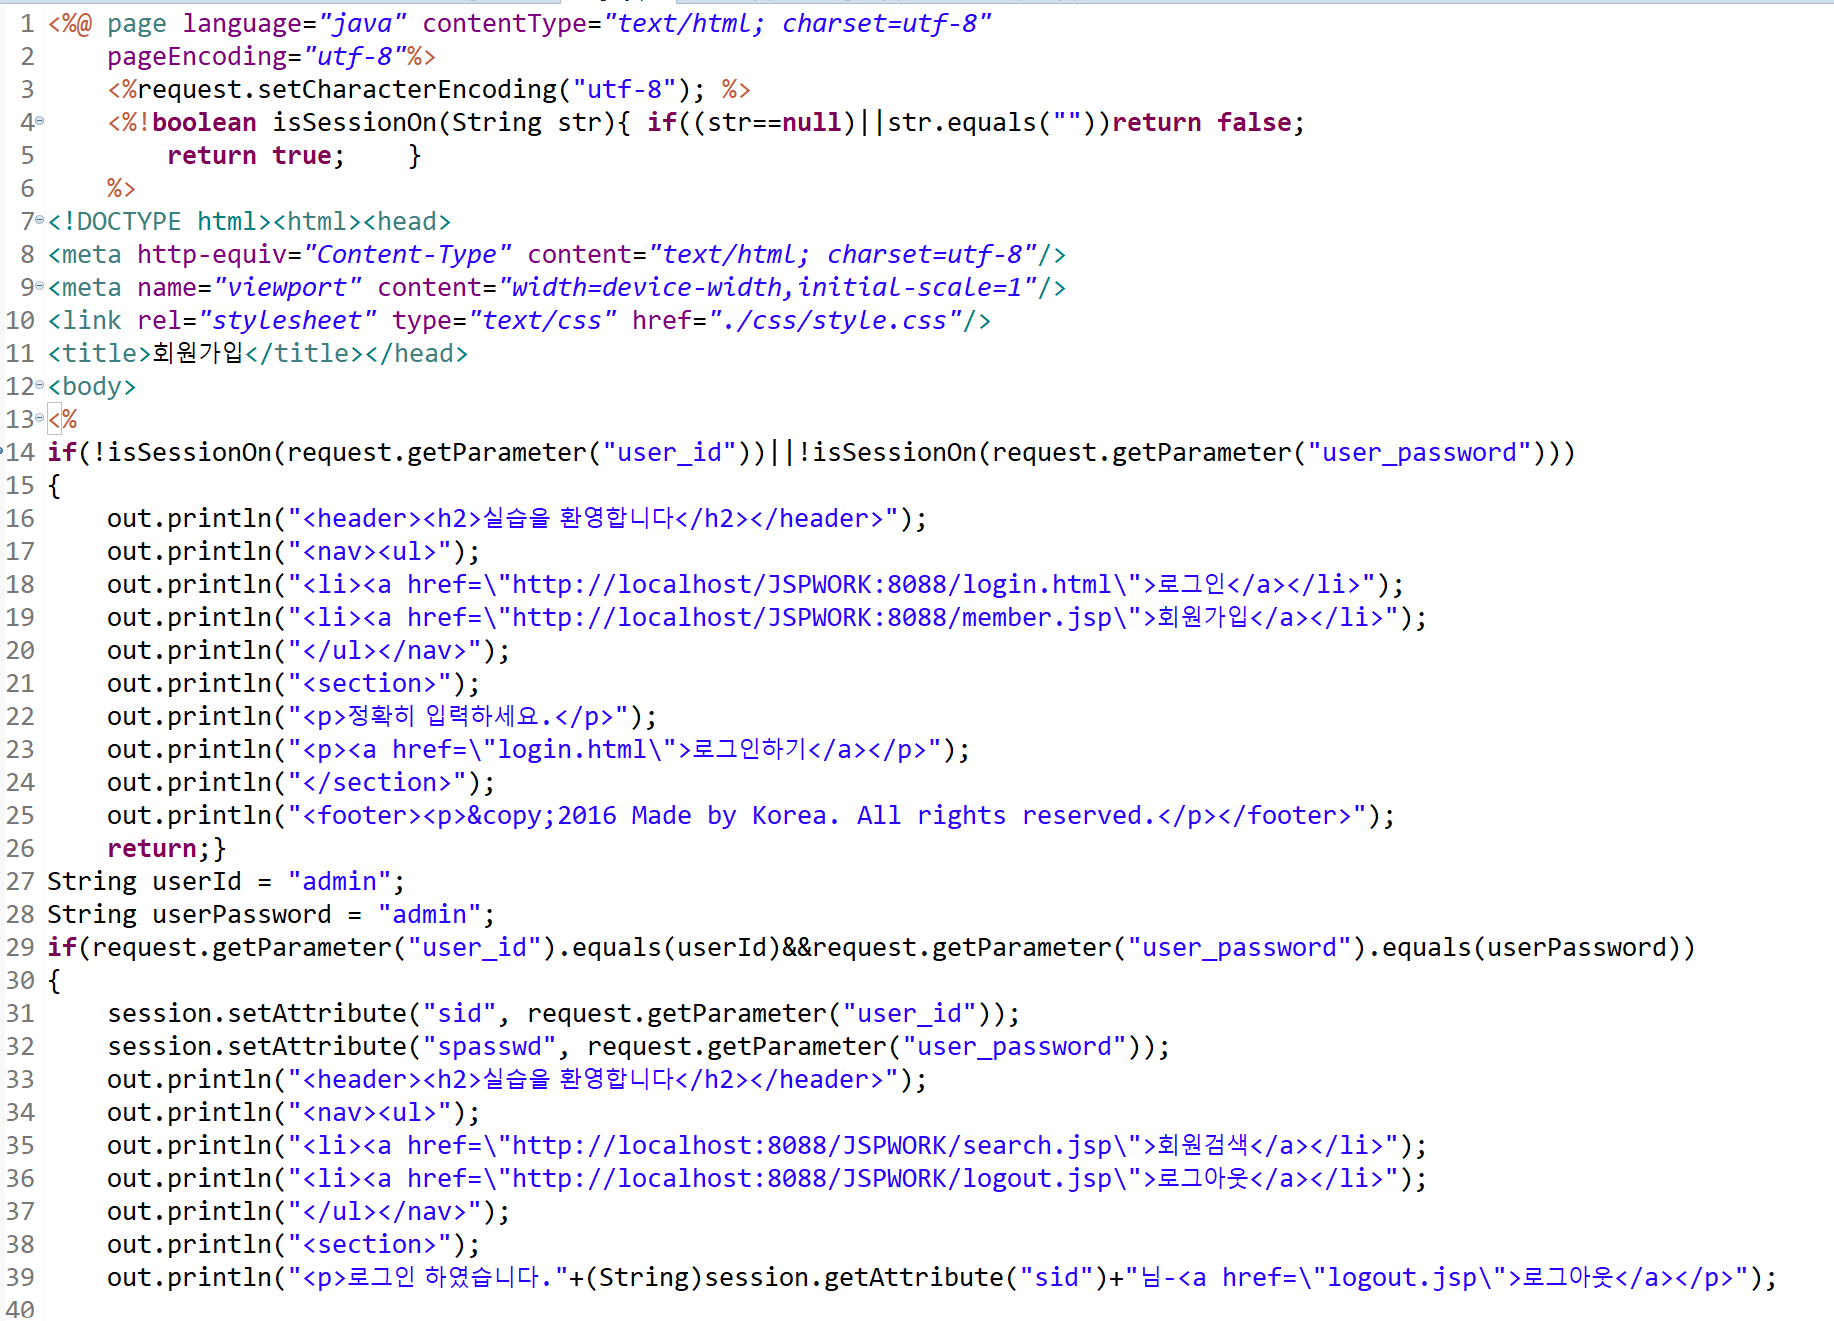 1 <%@ page language="java" contentType="text/html; charset=utf-8"
2     pageEncoding="utf-8"%>
3     <%request.setCharacterEncoding("utf-8"); %>
4     <%!boolean isSessionOn(String str){ if((str==null)||str.equals(""))return false;
5         return true;    }
6     %>
7 <!DOCTYPE html><html><head>
8 <meta http-equiv="Content-Type" content="text/html; charset=utf-8"/>
9 <meta name="viewport" content="width=device-width,initial-scale=1"/>
10 <link rel="stylesheet" type="text/css" href="./css/style.css"/>
11 <title>회원가입</title></head>
12 <body>
13 <%
14 if(!isSessionOn(request.getParameter("user_id"))||!isSessionOn(request.getParameter("user_password")))
15 {
16     out.println("<header><h2>실습을 환영합니다</h2></header>");
17     out.println("<nav><ul>");
18     out.println("<li><a href=\"http://localhost/JSPWORK:8088/login.html\">로그인</a></li>");
19     out.println("<li><a href=\"http://localhost/JSPWORK:8088/member.jsp\">회원가입</a></li>");
20     out.println("</ul></nav>");
21     out.println("<section>");
22     out.println("<p>정확히 입력하세요.</p>");
23     out.println("<p><a href=\"login.html\">로그인하기</a></p>");
24     out.println("</section>");
25     out.println("<footer><p>&copy;2016 Made by Korea. All rights reserved.</p></footer>");
26     return;}
27 String userId = "admin";
28 String userPassword = "admin";
29 if(request.getParameter("user_id").equals(userId)&&request.getParameter("user_password").equals(userPassword))
30 {
31     session.setAttribute("sid", request.getParameter("user_id"));
32     session.setAttribute("spasswd", request.getParameter("user_password"));
33     out.println("<header><h2>실습을 환영합니다</h2></header>");
34     out.println("<nav><ul>");
35     out.println("<li><a href=\"http://localhost:8088/JSPWORK/search.jsp\">회원검색</a></li>");
36     out.println("<li><a href=\"http://localhost:8088/JSPWORK/logout.jsp\">로그아웃</a></li>");
37     out.println("</ul></nav>");
38     out.println("<section>");
39     out.println("<p>로그인 하였습니다."+(String)session.getAttribute("sid")+"님-<a href=\"logout.jsp\">로그아웃</a></p>");
40